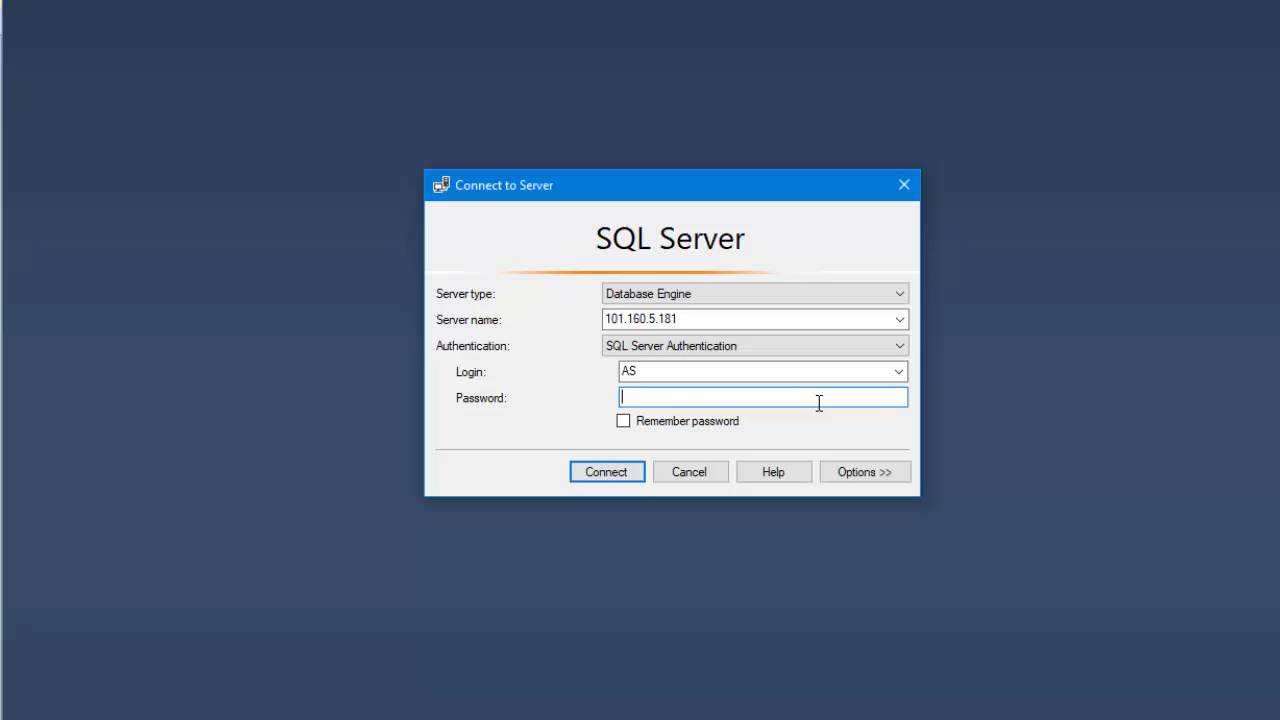 Connect to Server
SQL Server
Server type: Database Engine
Server name: 101.160.5.181
Authentication: SQL Server Authentication
Login: AS
Password:
Remember password
Connect Cancel Help Options >>